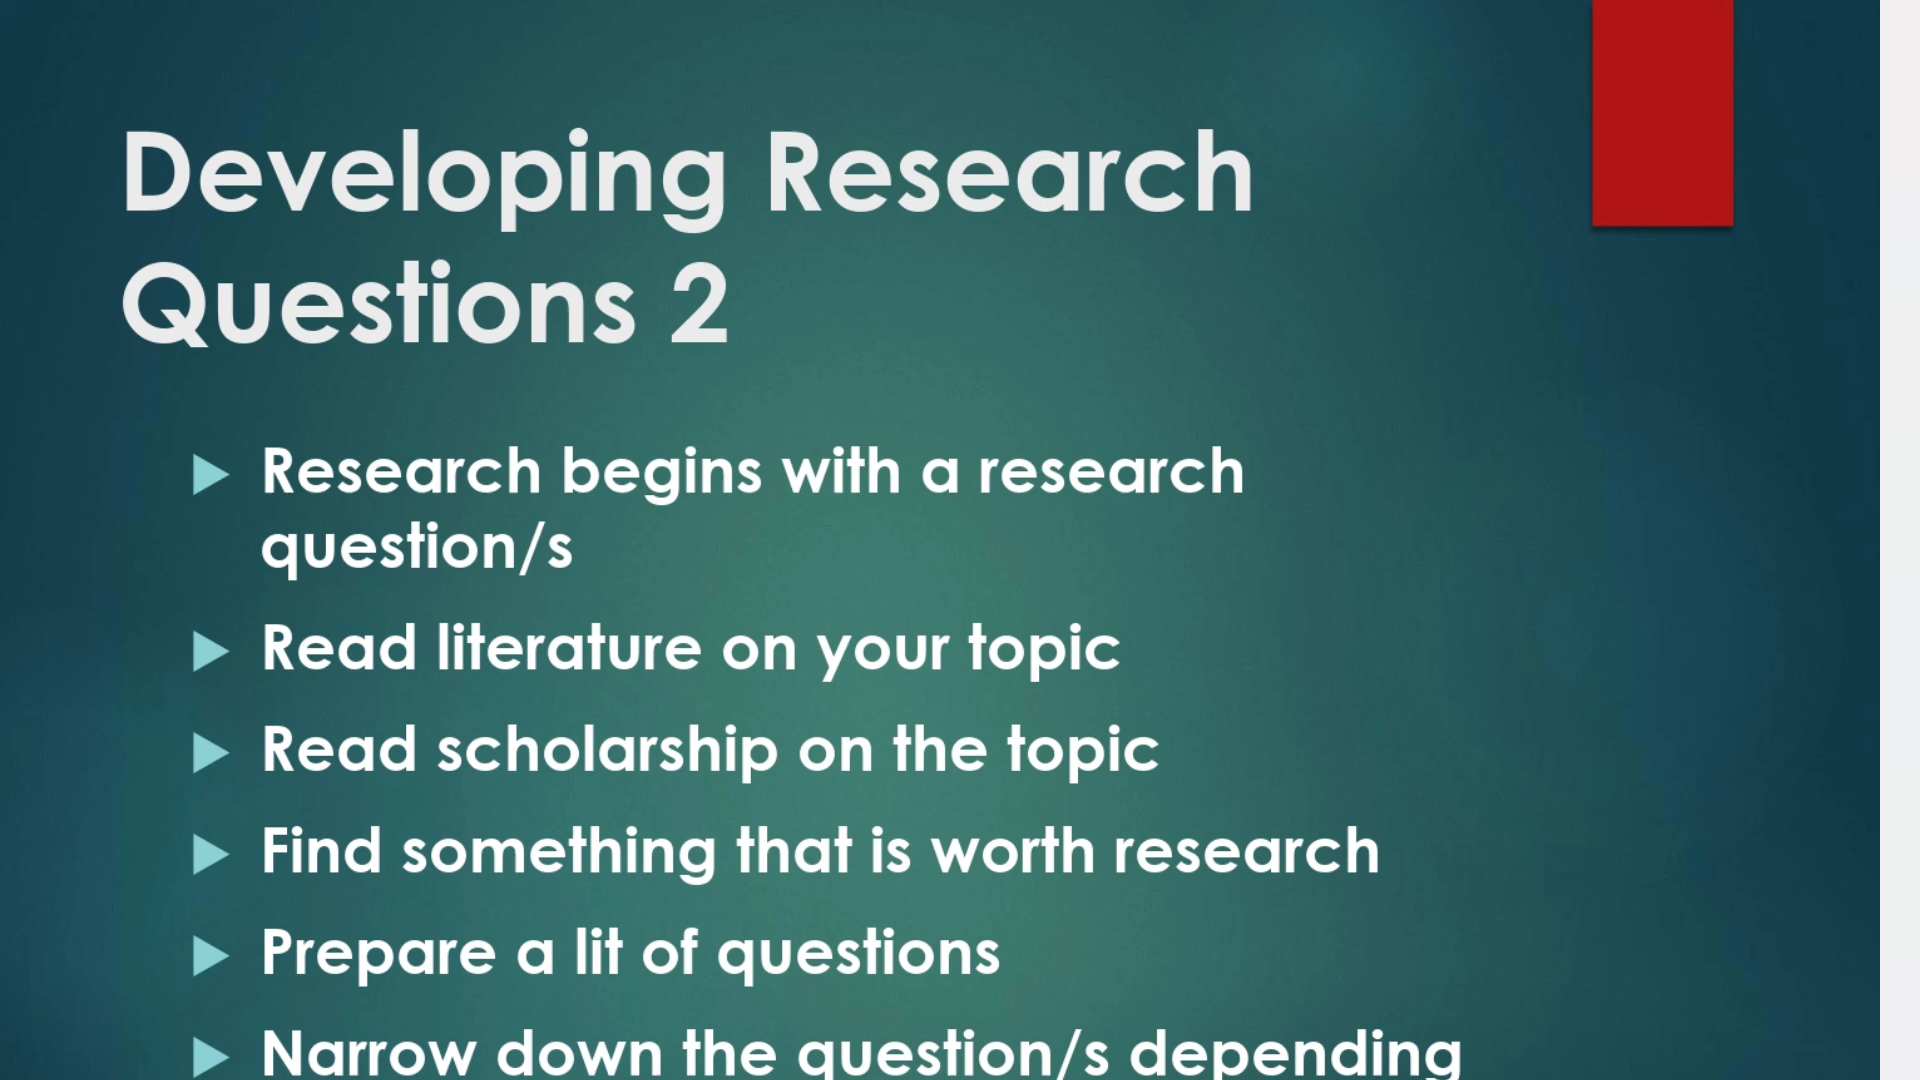 Developing Research
Questions 2
Research begins with a research
question/s
Read literature on your topic
Read scholarship on the topic
Find something that is worth research
Prepare a lit of questions
Narrow down the question/s depending